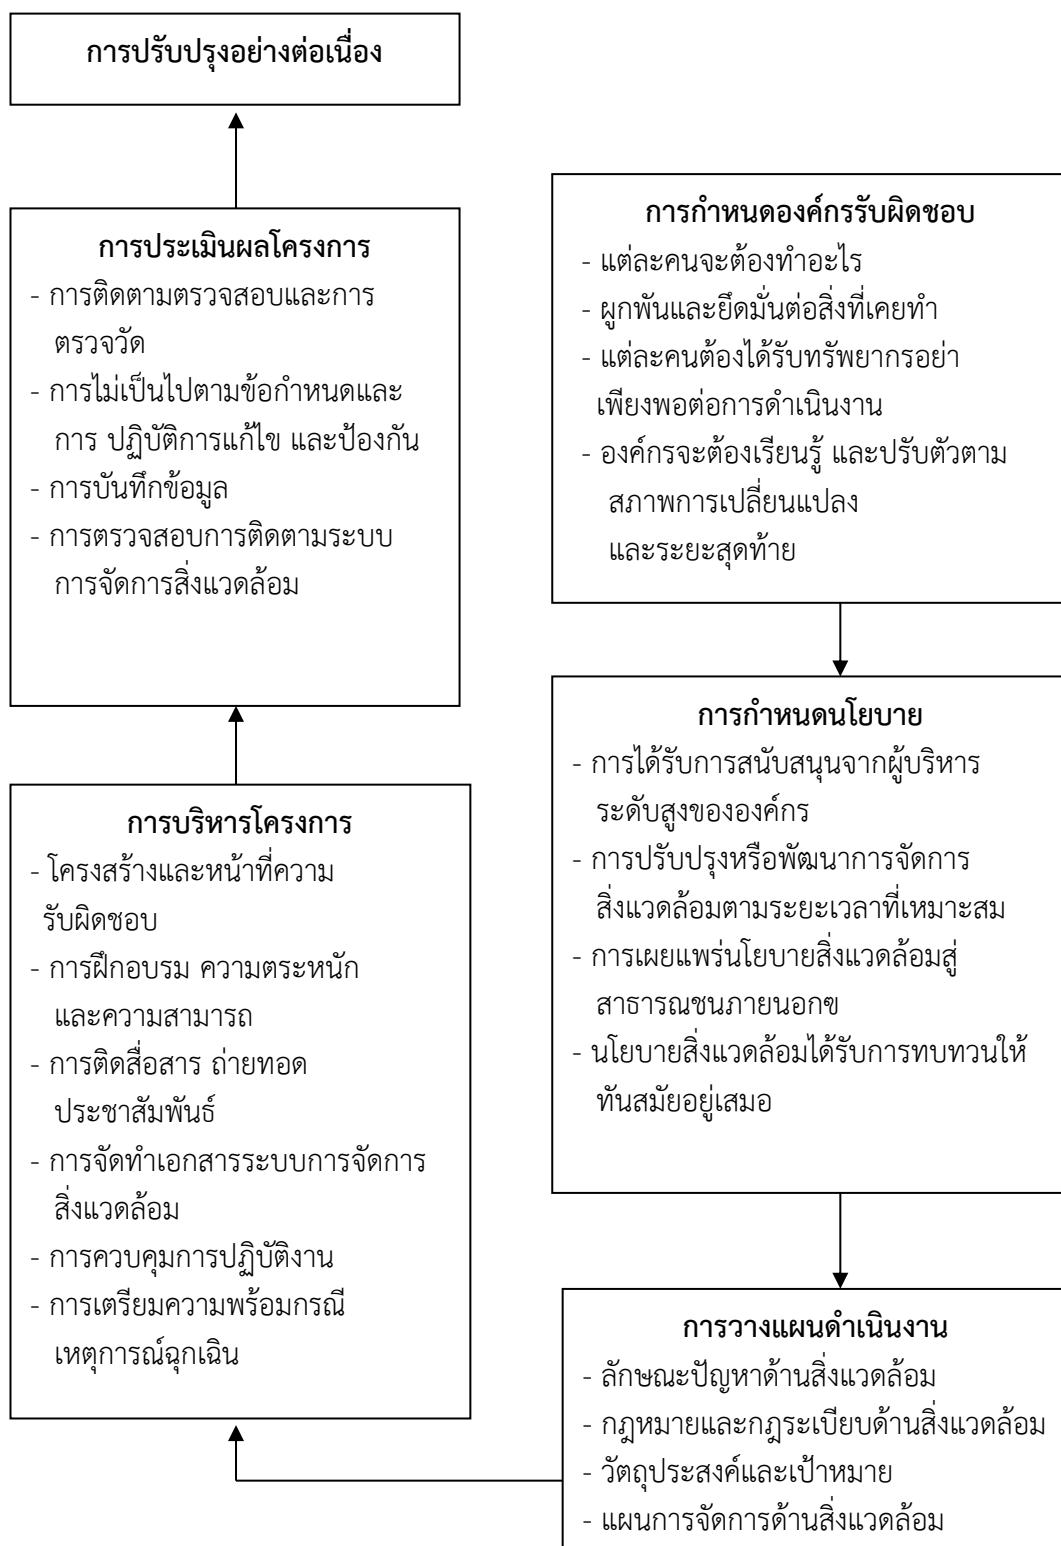 การปรับปรุงอย่างต่อเนื่อง
การประเมินผลโครงการ
- การติดตามตรวจสอบและการ
ตรวจวัด
- การไม่เป็นไปตามข้อกำหนดและ
การ ปฏิบัติการแก้ไข และป้องกัน
- การบันทึกข้อมูล
- การตรวจสอบการติดตามระบบ
การจัดการสิ่งแวดล้อม
การบริหารโครงการ
- โครงสร้างและหน้าที่ความ
รับผิดชอบ
- การฝึกอบรม ความตระหนัก
และความสามารถ
- การติดสื่อสาร ถ่ายทอด
ประชาสัมพันธ์
- การจัดทำเอกสารระบบการจัดการ
สิ่งแวดล้อม
- การควบคุมการปฏิบัติงาน
- การเตรียมความพร้อมกรณี
เหตุการณ์ฉุกเฉิน
การกำหนดองค์กรรับผิดชอบ
- แต่ละคนจะต้องทำอะไร
- ผูกพันและยึดมั่นต่อสิ่งที่เคยทำ
- แต่ละคนต้องได้รับทรัพยากรอย่า
เพียงพอต่อการดำเนินงาน
- องค์กรจะต้องเรียนรู้ และปรับตัวตาม
สภาพการเปลี่ยนแปลง
และระยะสุดท้าย
การกำหนดนโยบาย
- การได้รับการสนับสนุนจากผู้บริหาร
ระดับสูงขององค์กร
- การปรับปรุงหรือพัฒนาการจัดการ
สิ่งแวดล้อมตามระยะเวลาที่เหมาะสม
- การเผยแพร่นโยบายสิ่งแวดล้อมสู่
สาธารณชนภายนอกฃ
- นโยบายสิ่งแวดล้อมได้รับการทบทวนให้
ทันสมัยอยู่เสมอ
การวางแผนดำเนินงาน
- ลักษณะปัญหาด้านสิ่งแวดล้อม
- กฎหมายและกฎระเบียบด้านสิ่งแวดล้อม
- วัตถุประสงค์และเป้าหมาย
- แผนการจัดการด้านสิ่งแวดล้อม